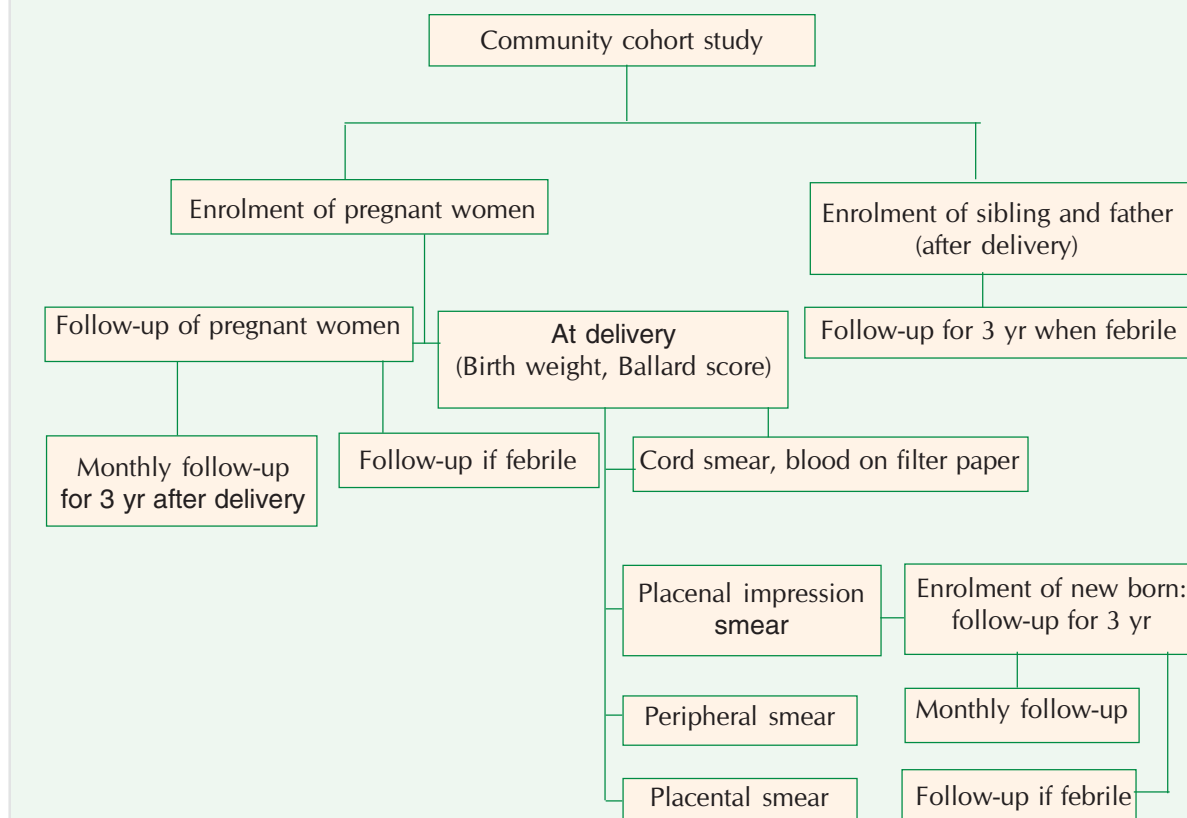 Community cohort study
Enrolment of pregnant women
Enrolment of sibling and father
(after delivery)
Follow-up of pregnant women
At delivery
(Birth weight, Ballard score)
Follow-up for 3 yr when febrile
Monthly follow-up
for 3 yr after delivery
Follow-up if febrile
Cord smear, blood on filter paper
Placenal impression
smear
Enrolment of new born:
follow-up for 3 yr
Peripheral smear
Monthly follow-up
Placental smear
Follow-up if febrile